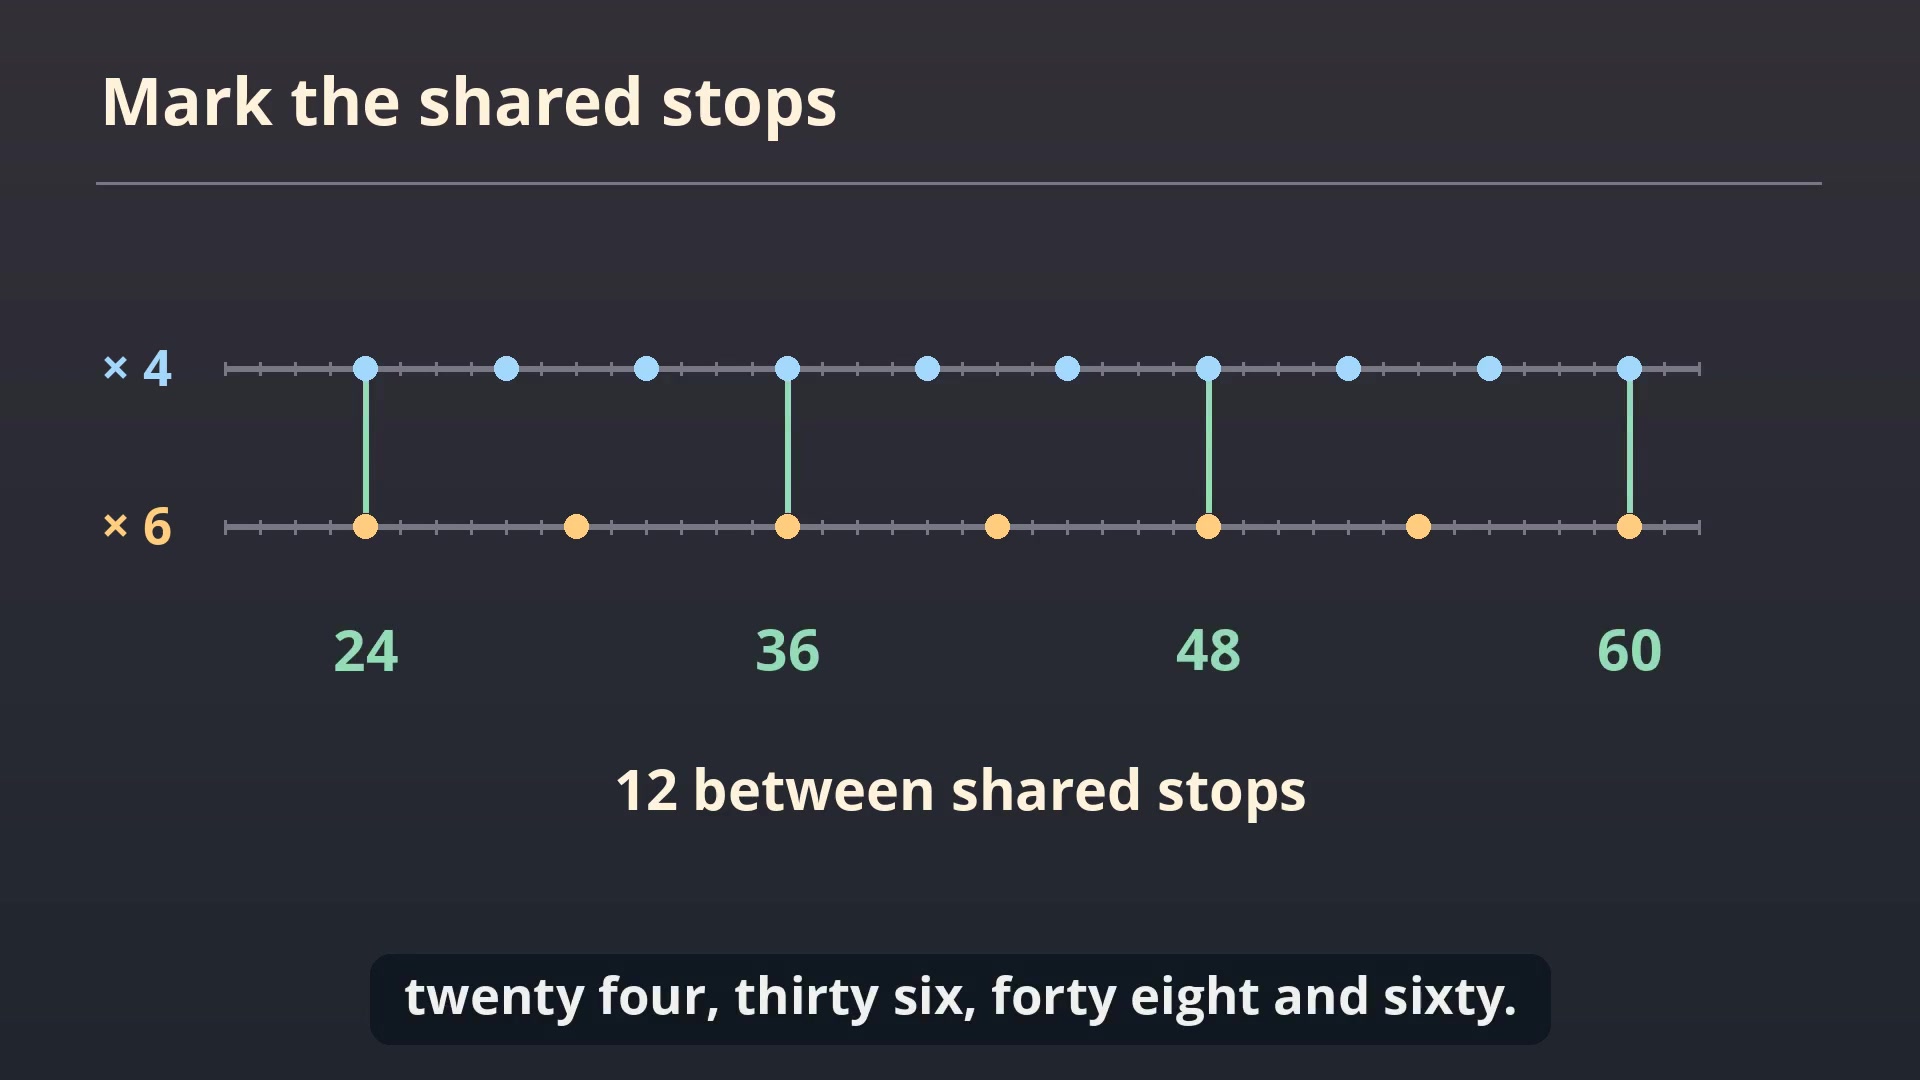 Mark the shared stops
× 4
× 6
24 36 48 60
12 between shared stops
twenty four, thirty six, forty eight and sixty.